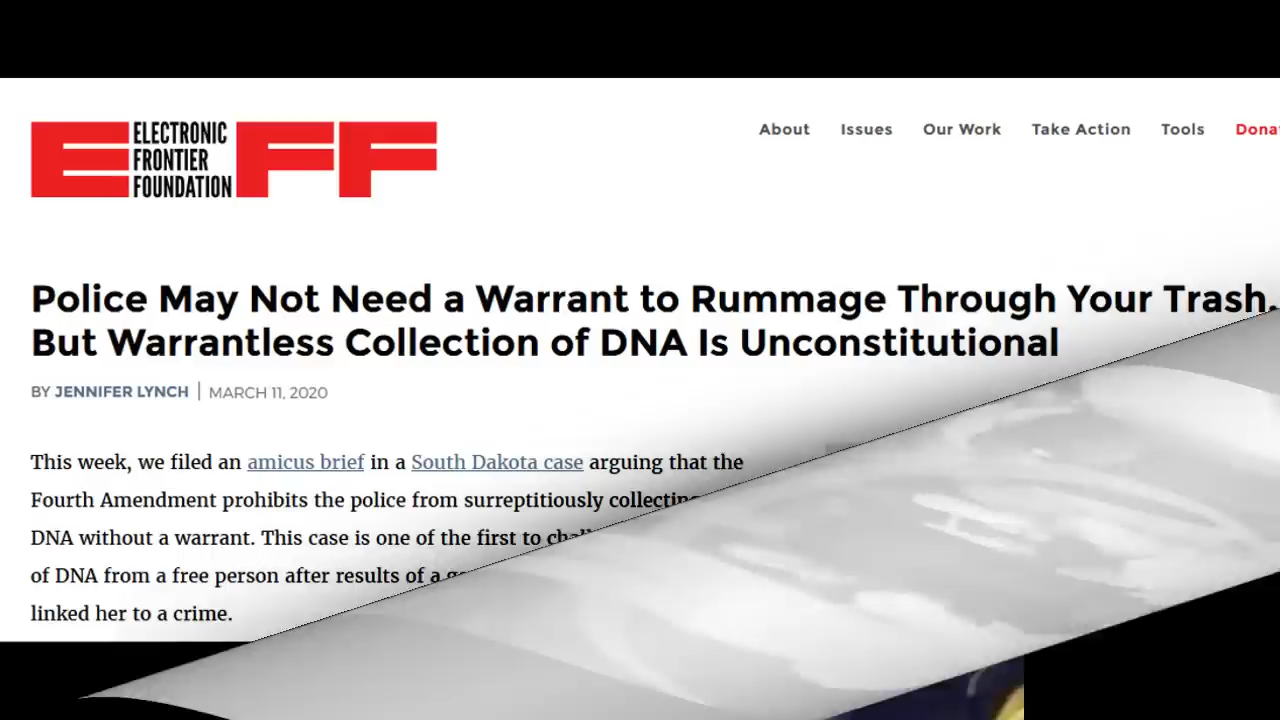 ELECTRONIC
FRONTIER
FOUNDATION
EFF
About Issues Our Work Take Action Tools
Police May Not Need a Warrant to Rummage Through Your Trash.
But Warrantless Collection of DNA Is Unconstitutional
BY JENNIFER LYNCH | MARCH 11, 2020
This week, we filed an amicus brief in a South Dakota case arguing that the
Fourth Amendment prohibits the police from surreptitiously collecting
DNA without a warrant. This case is one of the first to
of DNA from a free person after results of a
linked her to a crime.